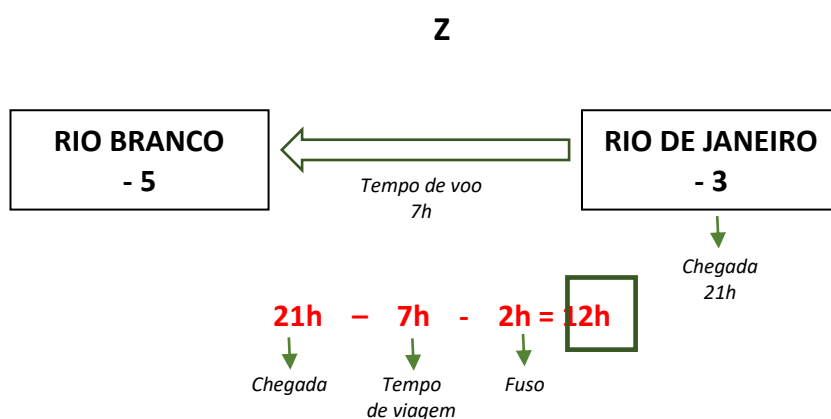 Z
RIO BRANCO
- 5
RIO DE JANEIRO
- 3
Tempo de voo
7h
Chegada
21h
21h – 7h - 2h = 12h
Chegada
Tempo
de viagem
Fuso